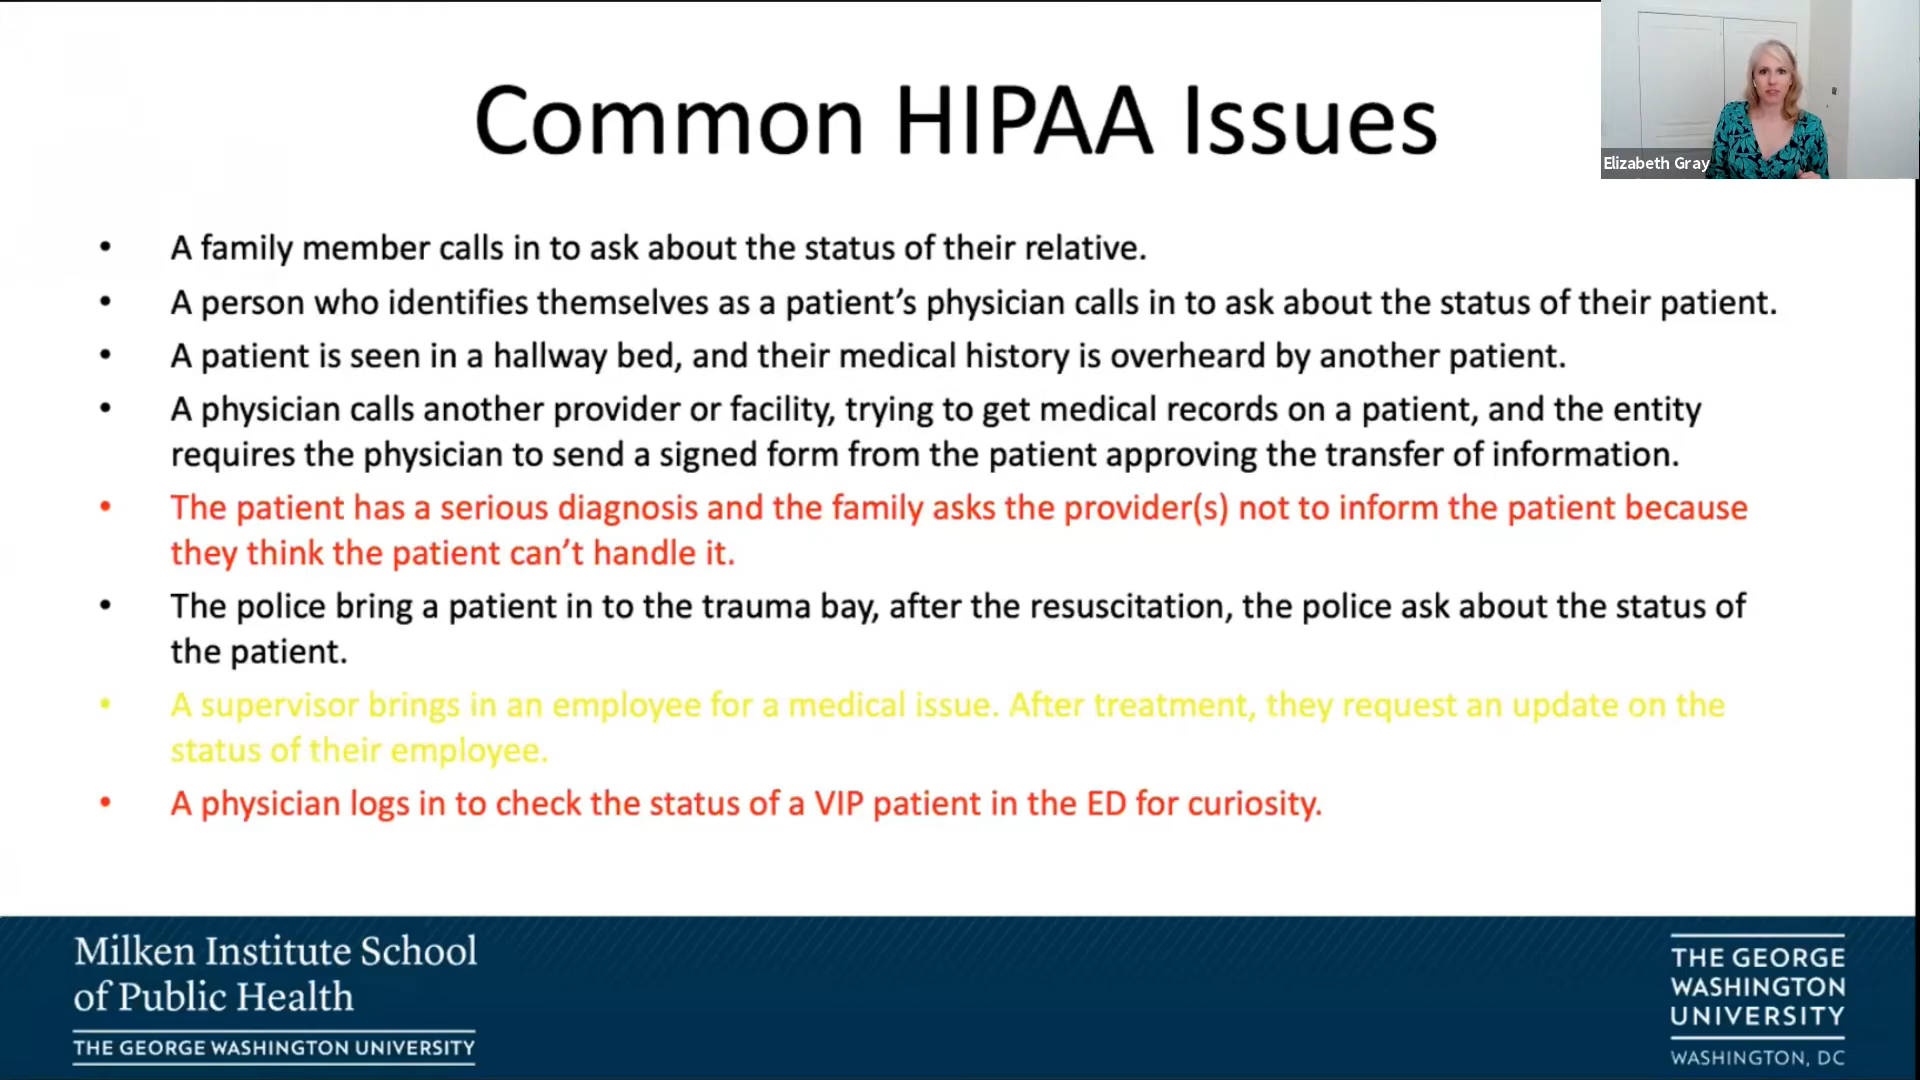 Common HIPAA Issues
Elizabeth Gray
• A family member calls in to ask about the status of their relative.
• A person who identifies themselves as a patient’s physician calls in to ask about the status of their patient.
• A patient is seen in a hallway bed, and their medical history is overheard by another patient.
• A physician calls another provider or facility, trying to get medical records on a patient, and the entity
requires the physician to send a signed form from the patient approving the transfer of information.
• The patient has a serious diagnosis and the family asks the provider(s) not to inform the patient because
they think the patient can’t handle it.
• The police bring a patient in to the trauma bay, after the resuscitation, the police ask about the status of
the patient.
• A supervisor brings in an employee for a medical issue. After treatment, they request an update on the
status of their employee.
• A physician logs in to check the status of a VIP patient in the ED for curiosity.
Milken Institute School
of Public Health
THE GEORGE WASHINGTON UNIVERSITY
THE GEORGE
WASHINGTON
UNIVERSITY
WASHINGTON, DC